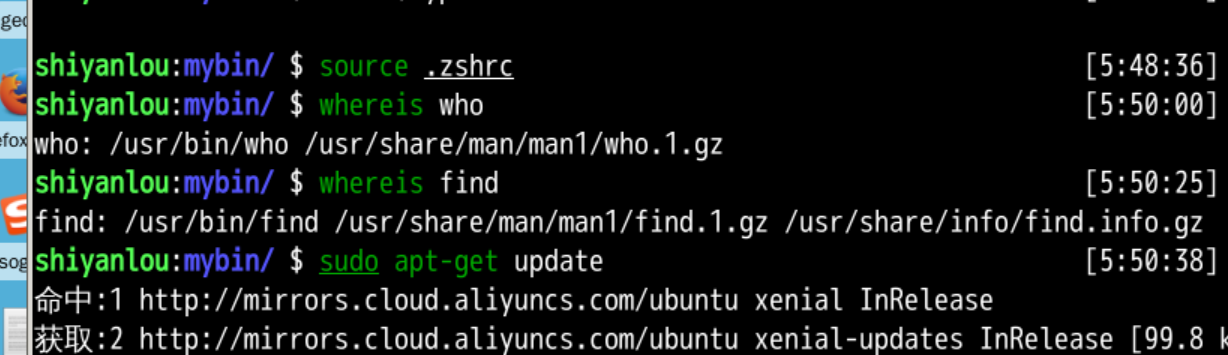 shiyanlou:mybin/ $ source .zshrc [5:48:36]
shiyanlou:mybin/ $ whereis who [5:50:00]
who: /usr/bin/who /usr/share/man/man1/who.1.gz
shiyanlou:mybin/ $ whereis find [5:50:25]
find: /usr/bin/find /usr/share/man/man1/find.1.gz /usr/share/info/find.info.gz
shiyanlou:mybin/ $ sudo apt-get update [5:50:38]
命中:1 http://mirrors.cloud.aliyuncs.com/ubuntu xenial InRelease
获取:2 http://mirrors.cloud.aliyuncs.com/ubuntu xenial-updates InRelease [99.8 k